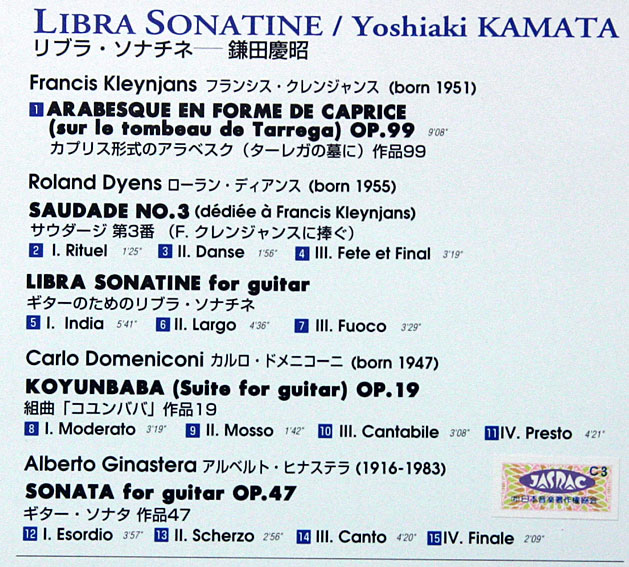 LIBRA SONATINE / Yoshiaki KAMATA
リブラ・ソナチネ──鎌田慶昭
Francis Kleynjans フランシス・クレンジャンス (born 1951)
1 ARABESQUE EN FORME DE CAPRICE
(sur le tombeau de Tarrega) OP.99 9'08"
カプリス形式のアラベスク（ターレガの墓に）作品99
Roland Dyens ローラン・ディアンス (born 1955)
SAUDADE NO.3 (dédiée à Francis Kleynjans)
サウダージ 第3番 （F. クレンジャンスに捧ぐ）
2 I. Rituel 1'25" 3 II. Danse 1'56" 4 III. Fete et Final 3'19"
LIBRA SONATINE for guitar
ギターのためのリブラ・ソナチネ
5 I. India 5'41" 6 II. Largo 4'36" 7 III. Fuoco 3'29"
Carlo Domeniconi カルロ・ドメニコーニ (born 1947)
KOYUNBABA (Suite for guitar) OP.19
組曲「コユンババ」作品19
8 I. Moderato 3'19" 9 II. Mosso 1'42" 10 III. Cantabile 3'08" 11 IV. Presto 4'21"
Alberto Ginastera アルベルト・ヒナステラ (1916-1983)
SONATA for guitar OP.47
ギター・ソナタ 作品47
12 I. Esordio 3'57" 13 II. Scherzo 2'56" 14 III. Canto 4'20" 15 IV. Finale 2'09"
C3
JASRAC
日本音楽著作権協会